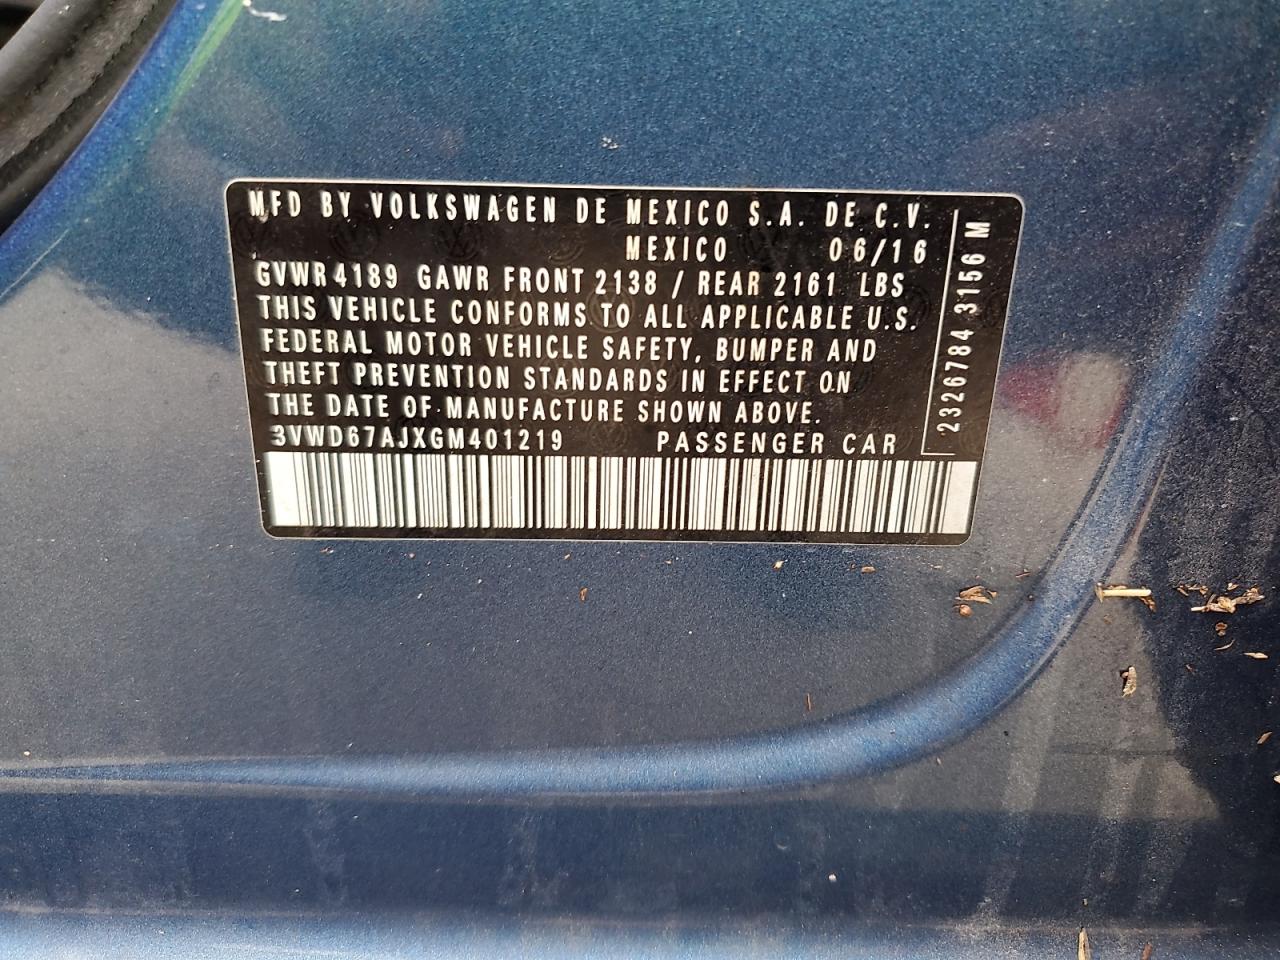 MFD BY VOLKSWAGEN DE MEXICO S.A. DE C.V.
MEXICO 06/16
GVWR 4189 GAWR FRONT 2138 / REAR 2161 LBS
THIS VEHICLE CONFORMS TO ALL APPLICABLE U.S.
FEDERAL MOTOR VEHICLE SAFETY, BUMPER AND
THEFT PREVENTION STANDARDS IN EFFECT ON
THE DATE OF MANUFACTURE SHOWN ABOVE.
3VWD67AJXGM401219 PASSENGER CAR
2326784 3156 M